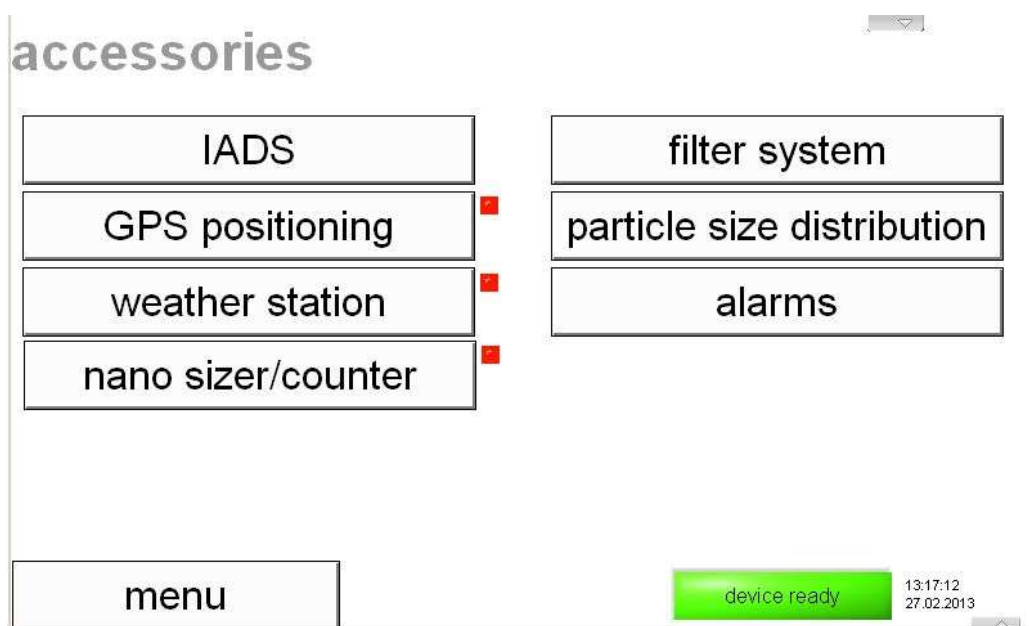 accessories
IADS
GPS positioning
weather station
nano sizer/counter
filter system
particle size distribution
alarms
menu
device ready
13:17:12
27.02.2013